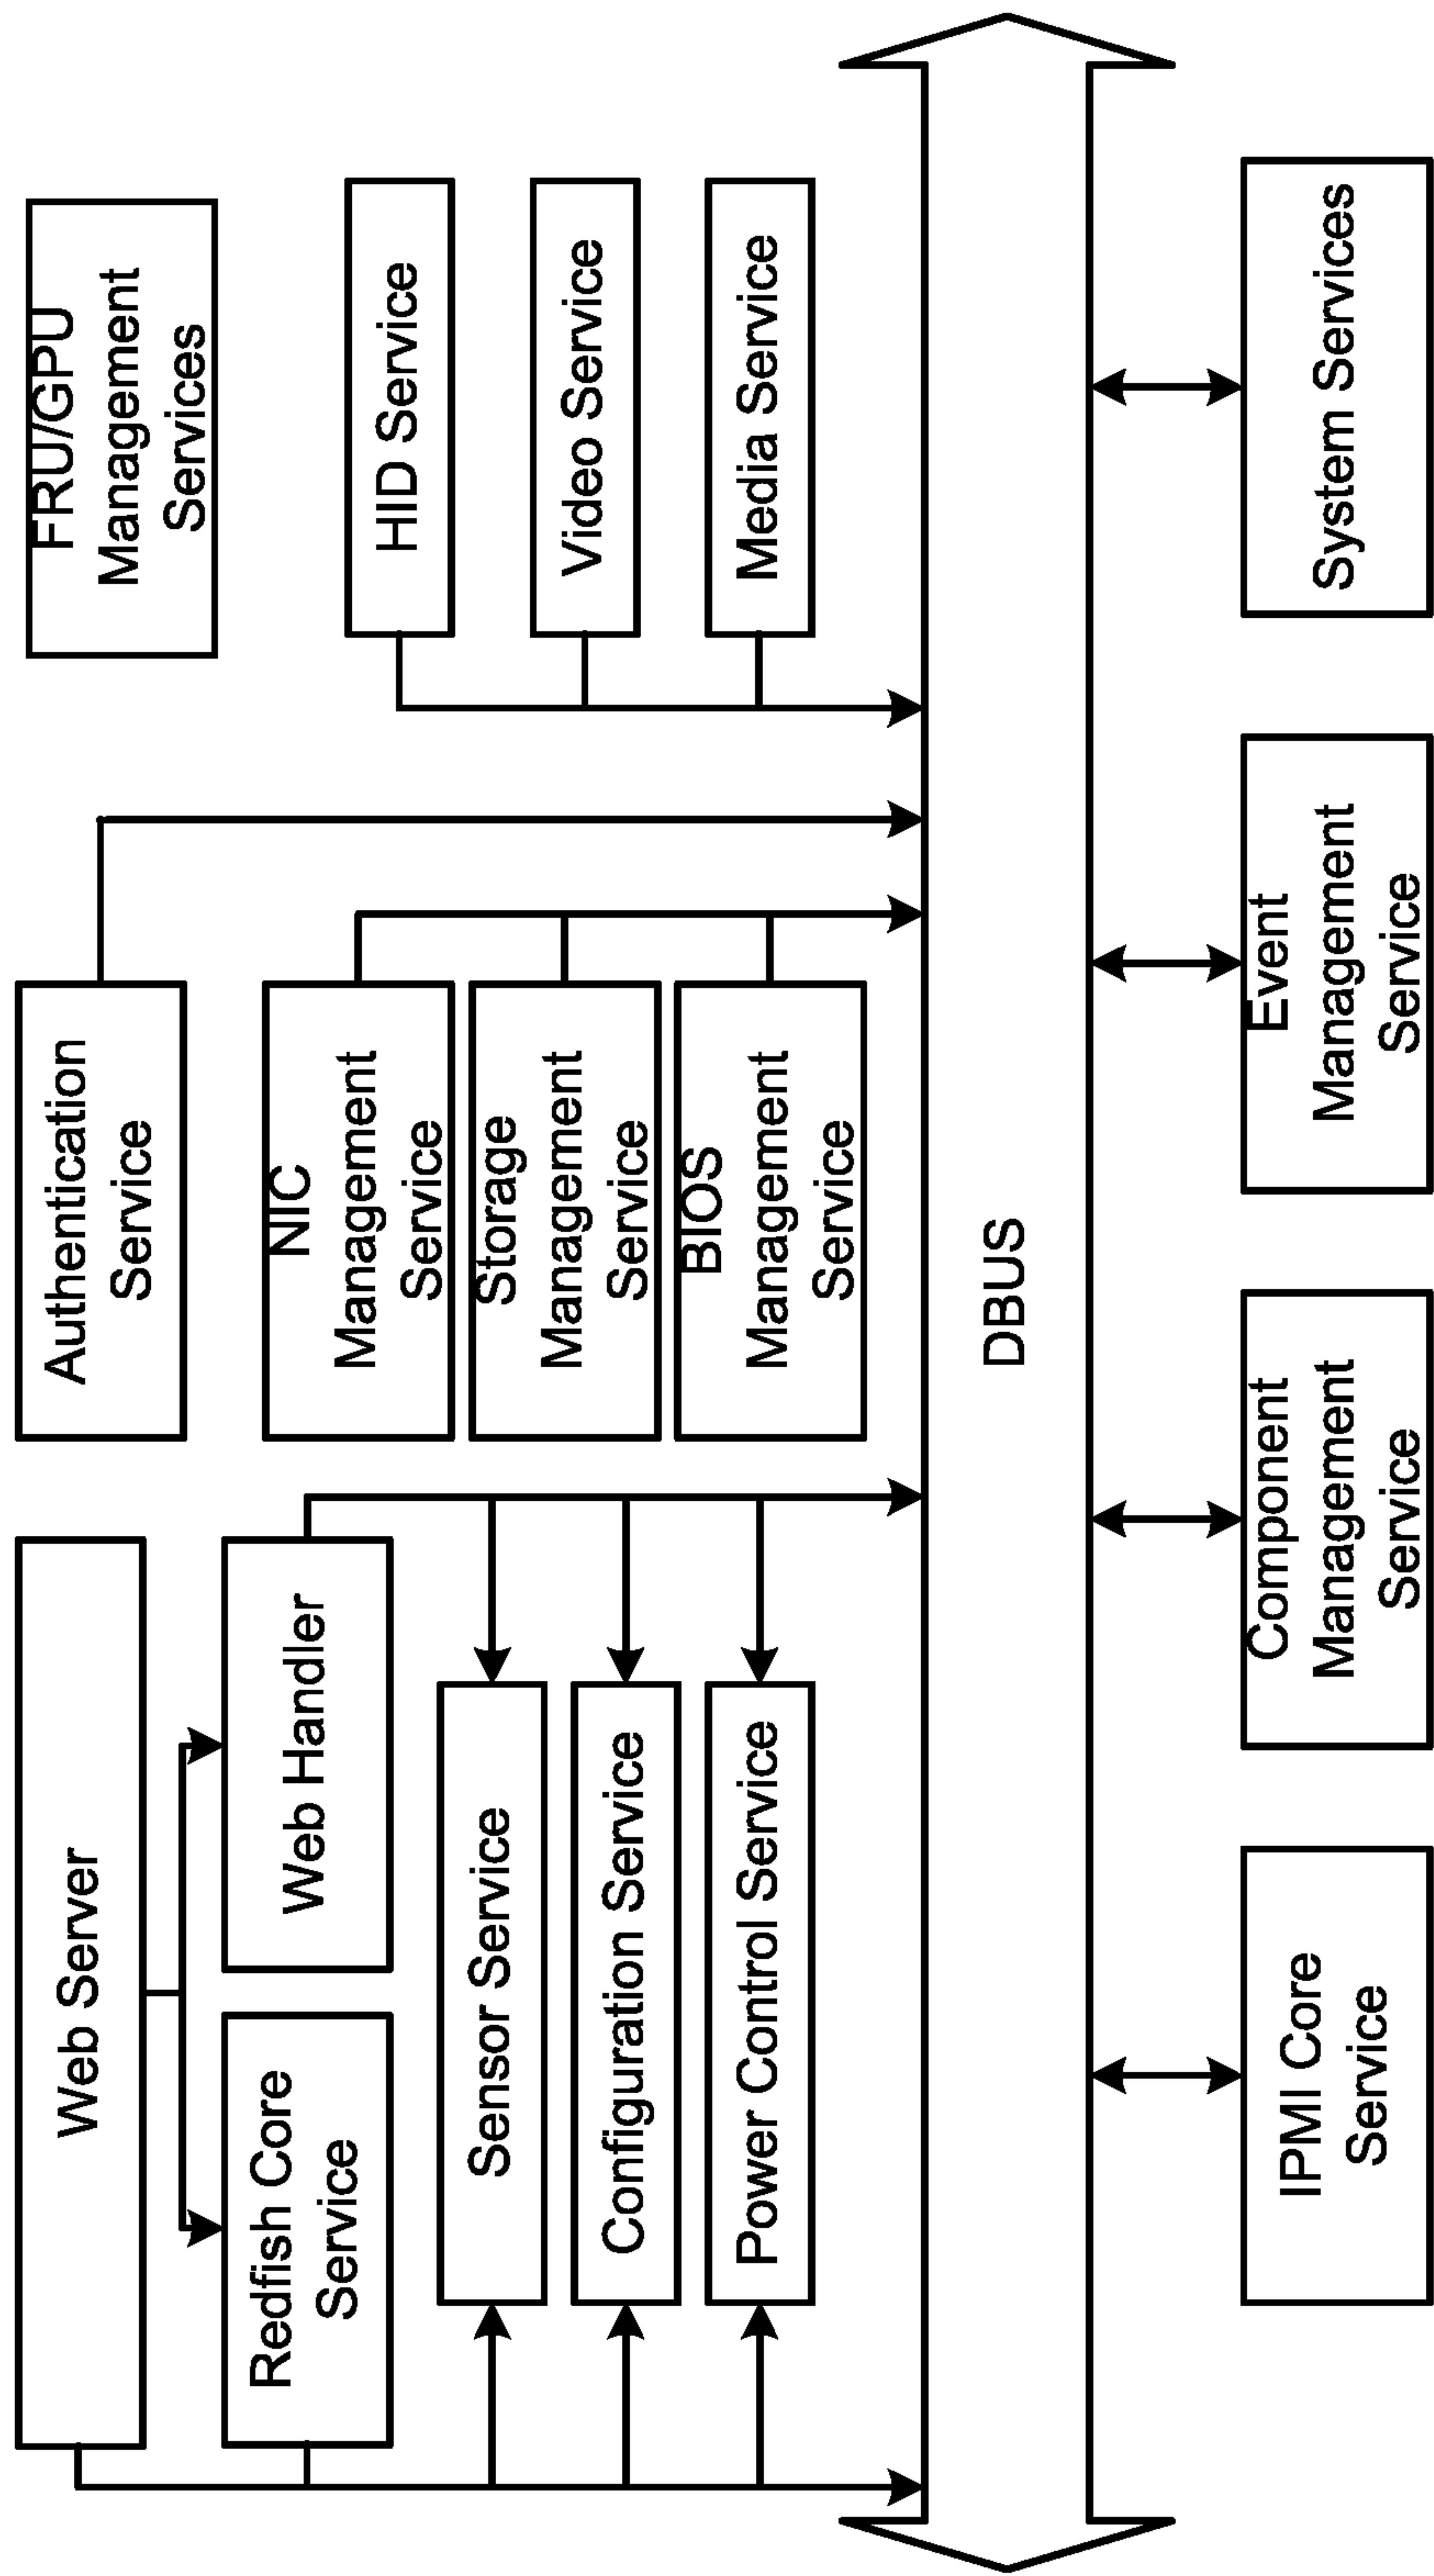 Web Server
Redfish Core
Service
Web Handler
Sensor Service
Configuration Service
Power Control Service
Authentication
Service
NIC
Management
Service
Storage
Management
Service
BIOS
Management
Service
FRU/GPU
Management
Services
HID Service
Video Service
Media Service
DBUS
IPMI Core
Service
Component
Management
Service
Event
Management
Service
System Services